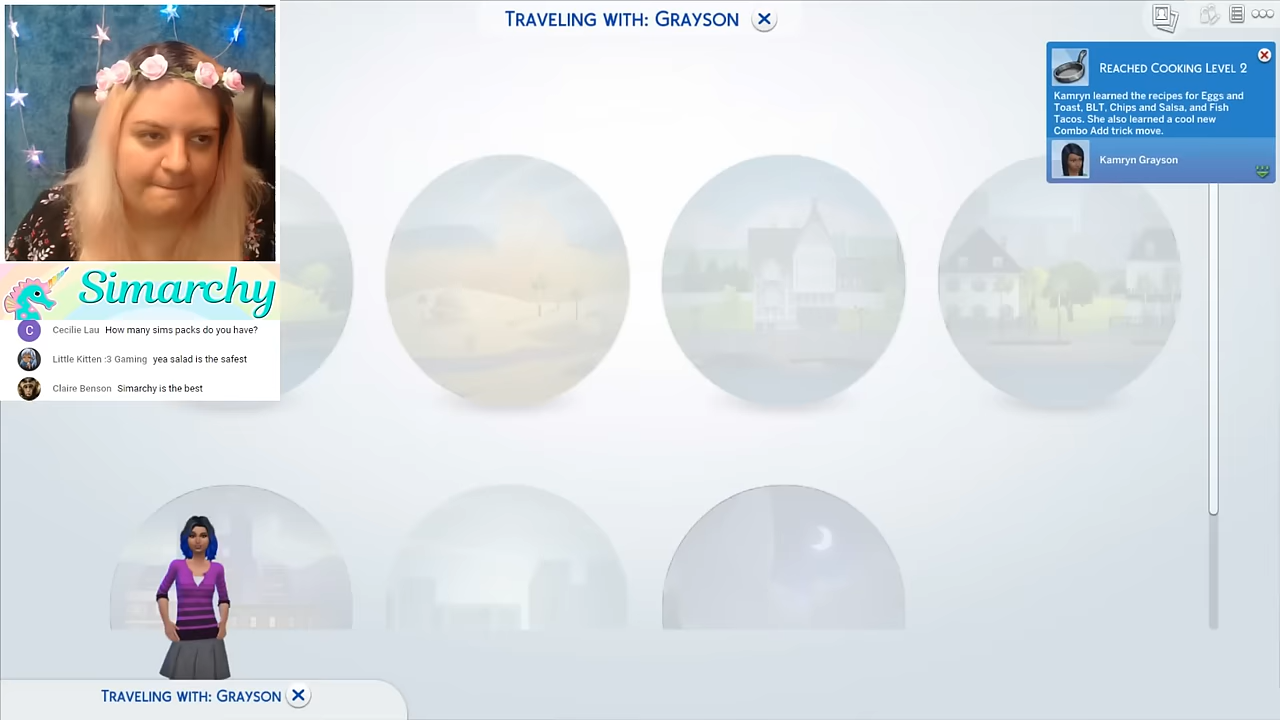 TRAVELING WITH: GRAYSON
REACHED COOKING LEVEL 2
Kamryn learned the recipes for Eggs and
Toast, BLT, Chips and Salsa, and Fish
Tacos. She also learned a cool new
Combo Add trick move.
Kamryn Grayson
Simarchy
C Cecilie Lau How many sims packs do you have?
Little Kitten :3 Gaming yea salad is the safest
Claire Benson Simarchy is the best
TRAVELING WITH: GRAYSON